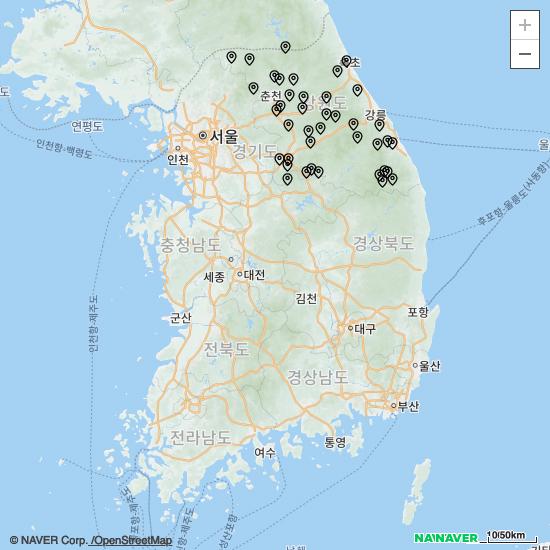 +
−
초
춘천
강원도
강릉
연평도
서울
인천항-백령도
인천
경기도
울
후포항-울릉도(사동항)
충청남도
경상북도
세종
대전
인천항-제주도
김천
군산
포항
대구
전북도
울산
경상남도
부산
전라남도
통영
여수
© NAVER Corp. /OpenStreetMap
NAVER
10/50km